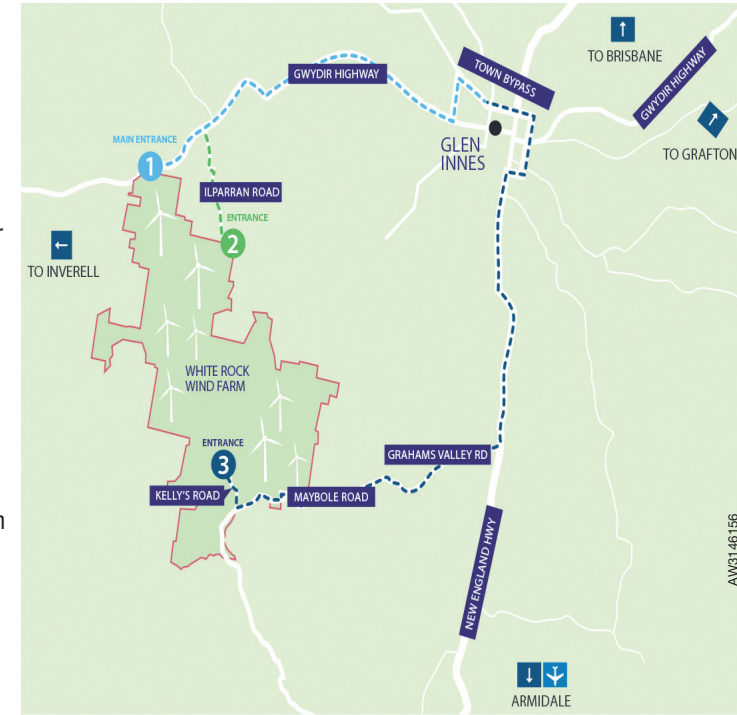 TO BRISBANE
GWYDIR HIGHWAY
TOWN BYPASS
GWYDIR HIGHWAY
TO GRAFTON
GLEN
INNES
MAIN ENTRANCE
1
ILPARRAN ROAD
ENTRANCE
2
TO INVERELL
WHITE ROCK
WIND FARM
ENTRANCE
3
GRAHAMS VALLEY RD
KELLY'S ROAD
MAYBOLE ROAD
NEW ENGLAND HWY
AW3146156
ARMIDALE